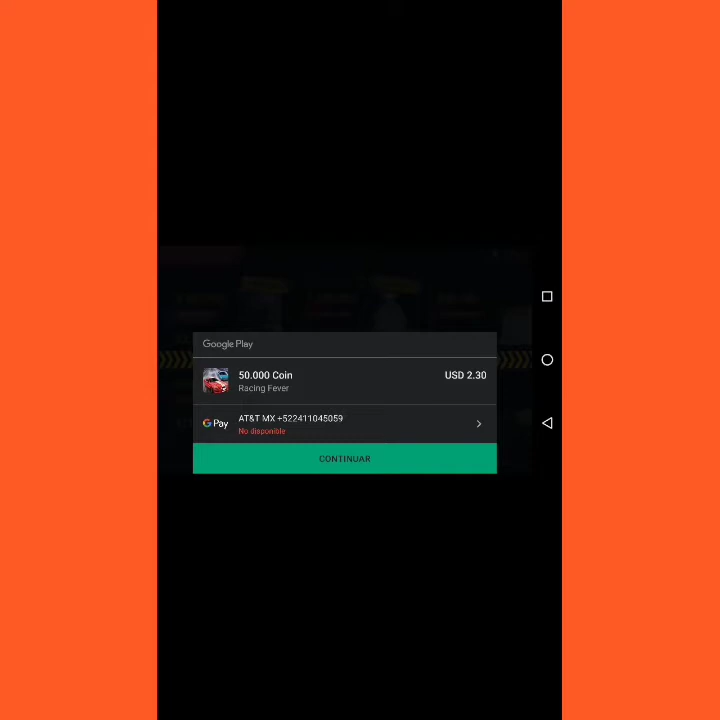 Google Play
50.000 Coin
USD 2.30
Racing Fever
G Pay
AT&T MX +522411045059
No disponible
CONTINUAR